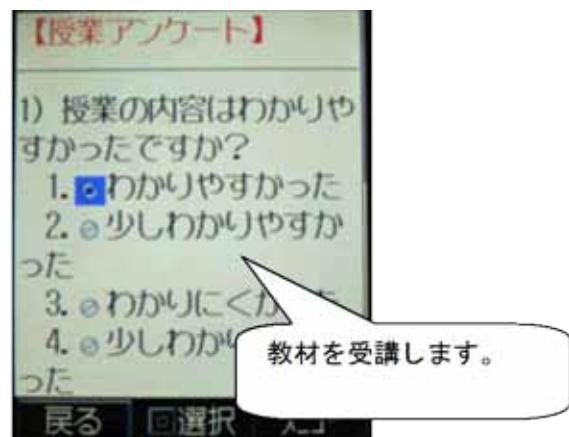 【授業アンケート】
1) 授業の内容はわかりや
すかったですか?
1. わかりやすかった
2. 少しわかりやすか
った
3. わかりにく
4. 少しわか
った
教材を受講します。
戻る 選択